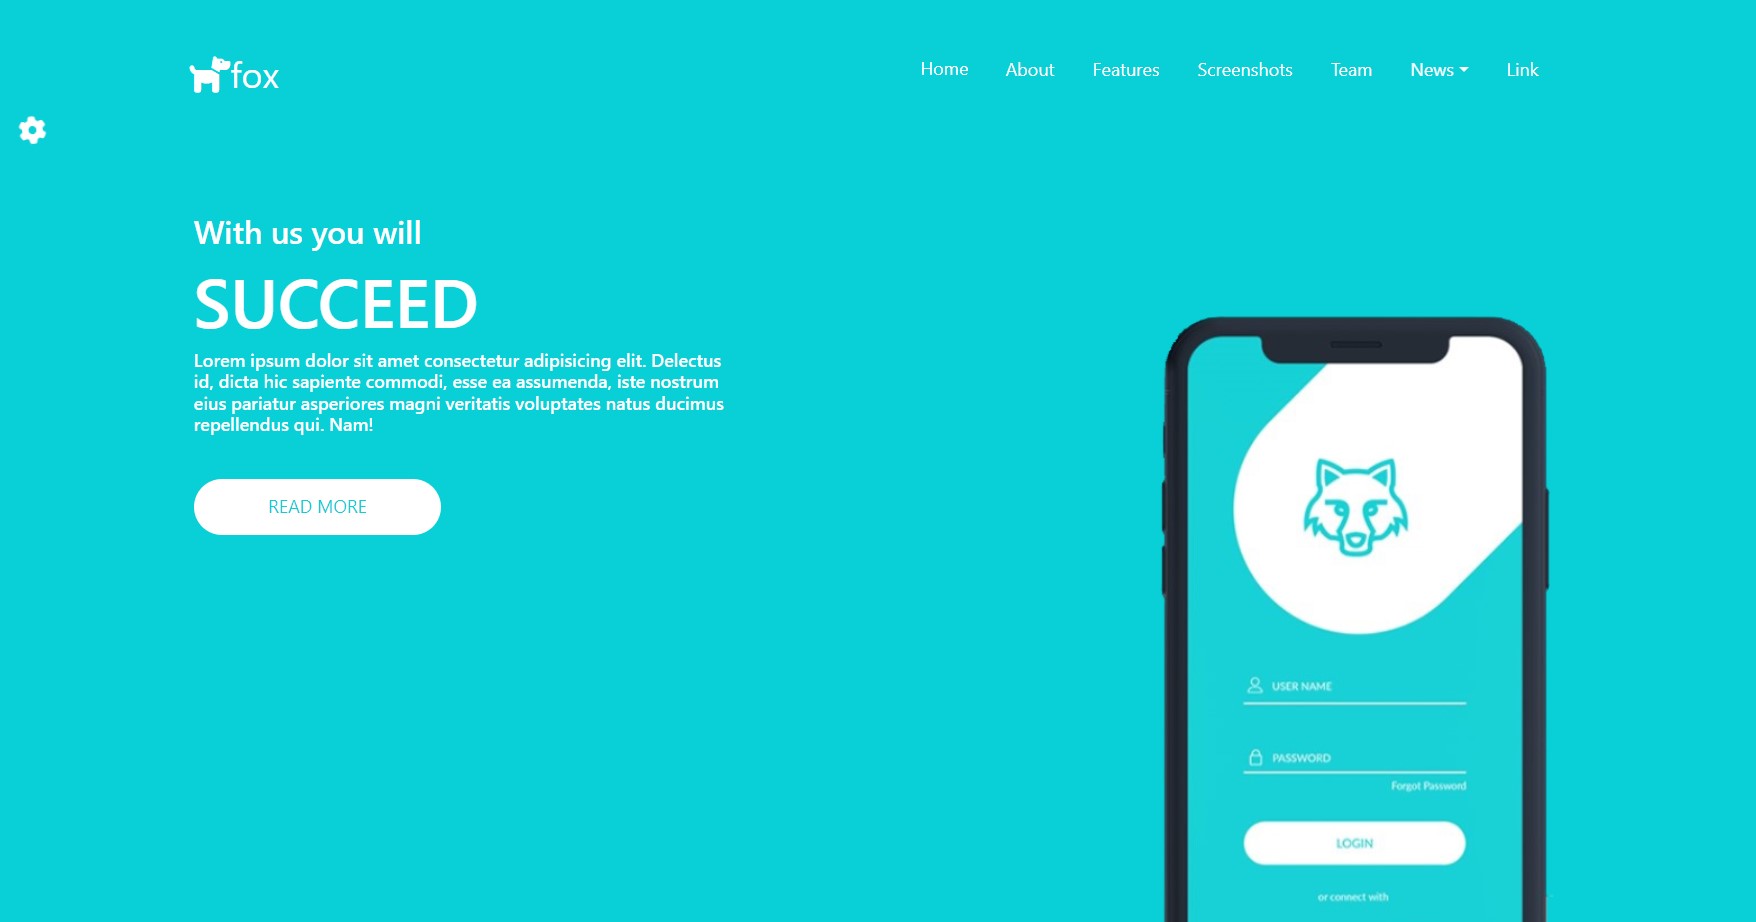 fox
Home About Features Screenshots Team News Link
With us you will
SUCCEED
Lorem ipsum dolor sit amet consectetur adipisicing elit. Delectus
id, dicta hic sapiente commodi, esse ea assumenda, iste nostrum
eius pariatur asperiores magni veritatis voluptates natus ducimus
repellendus qui. Nam!
READ MORE
USER NAME
PASSWORD
Forgot Password
LOGIN
or connect with